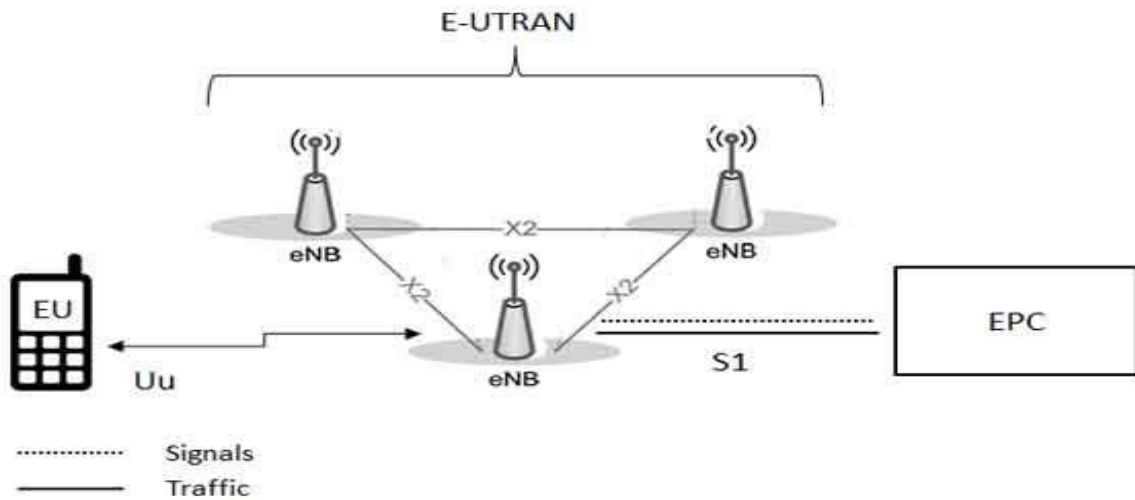 E-UTRAN
X2
eNB
eNB
X2
X2
EU
EPC
S1
Uu
eNB
Signals
Traffic